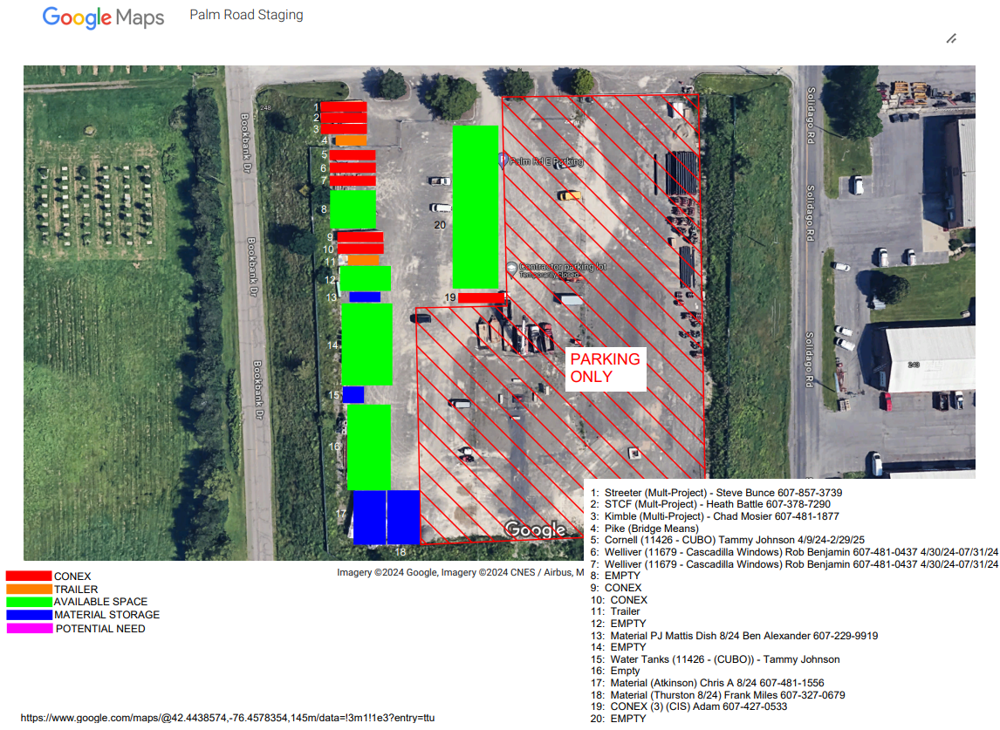 Google Maps Palm Road Staging
248
Bookbank Dr
Bookbank Dr
Bookbank Dr
Solidago Rd
Solidago Rd
Solidago Rd
1
2
3
4
5
6
7
8
9
10
11
12
13
14
15
16
17
18
19
20
Palm Rd E Parking
Contractor parking lot
Temporarily closed
PARKING
ONLY
249
Google
Imagery ©2024 Google, Imagery ©2024 CNES / Airbus, M
CONEX
TRAILER
AVAILABLE SPACE
MATERIAL STORAGE
POTENTIAL NEED
1: Streeter (Mult-Project) - Steve Bunce 607-857-3739
2: STCF (Mult-Project) - Heath Battle 607-378-7290
3: Kimble (Multi-Project) - Chad Mosier 607-481-1877
4: Pike (Bridge Means)
5: Cornell (11426 - CUBO) Tammy Johnson 4/9/24-2/29/25
6: Welliver (11679 - Cascadilla Windows) Rob Benjamin 607-481-0437 4/30/24-07/31/24
7: Welliver (11679 - Cascadilla Windows) Rob Benjamin 607-481-0437 4/30/24-07/31/24
8: EMPTY
9: CONEX
10: CONEX
11: Trailer
12: EMPTY
13: Material PJ Mattis Dish 8/24 Ben Alexander 607-229-9919
14: EMPTY
15: Water Tanks (11426 - (CUBO)) - Tammy Johnson
16: Empty
17: Material (Atkinson) Chris A 8/24 607-481-1556
18: Material (Thurston 8/24) Frank Miles 607-327-0679
19: CONEX (3) (CIS) Adam 607-427-0533
20: EMPTY
https://www.google.com/maps/@42.4438574,-76.4578354,145m/data=!3m1!1e3?entry=ttu